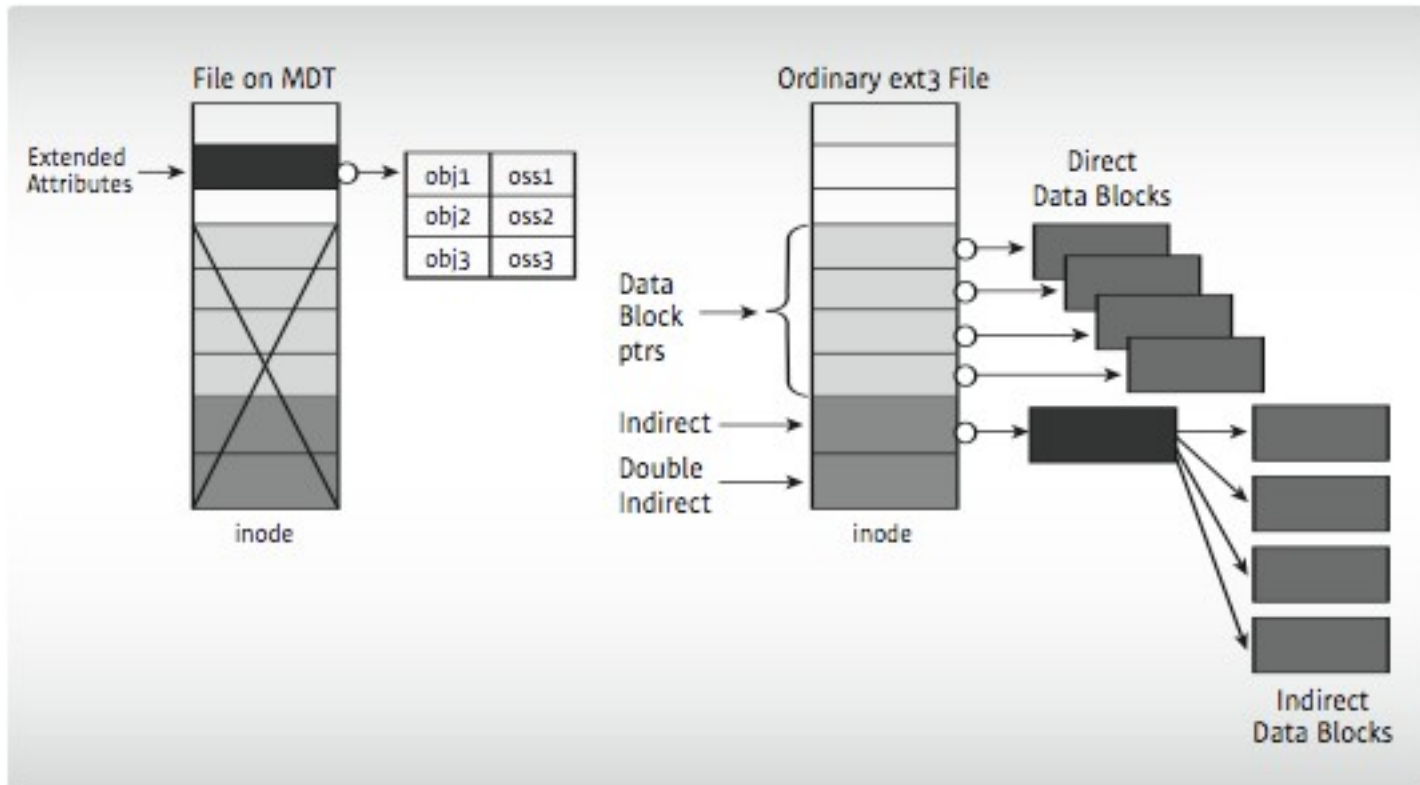 File on MDT
Extended
Attributes
obj1 oss1
obj2 oss2
obj3 oss3
inode
Ordinary ext3 File
Direct
Data Blocks
Data
Block
ptrs
Indirect
Double
Indirect
inode
Indirect
Data Blocks